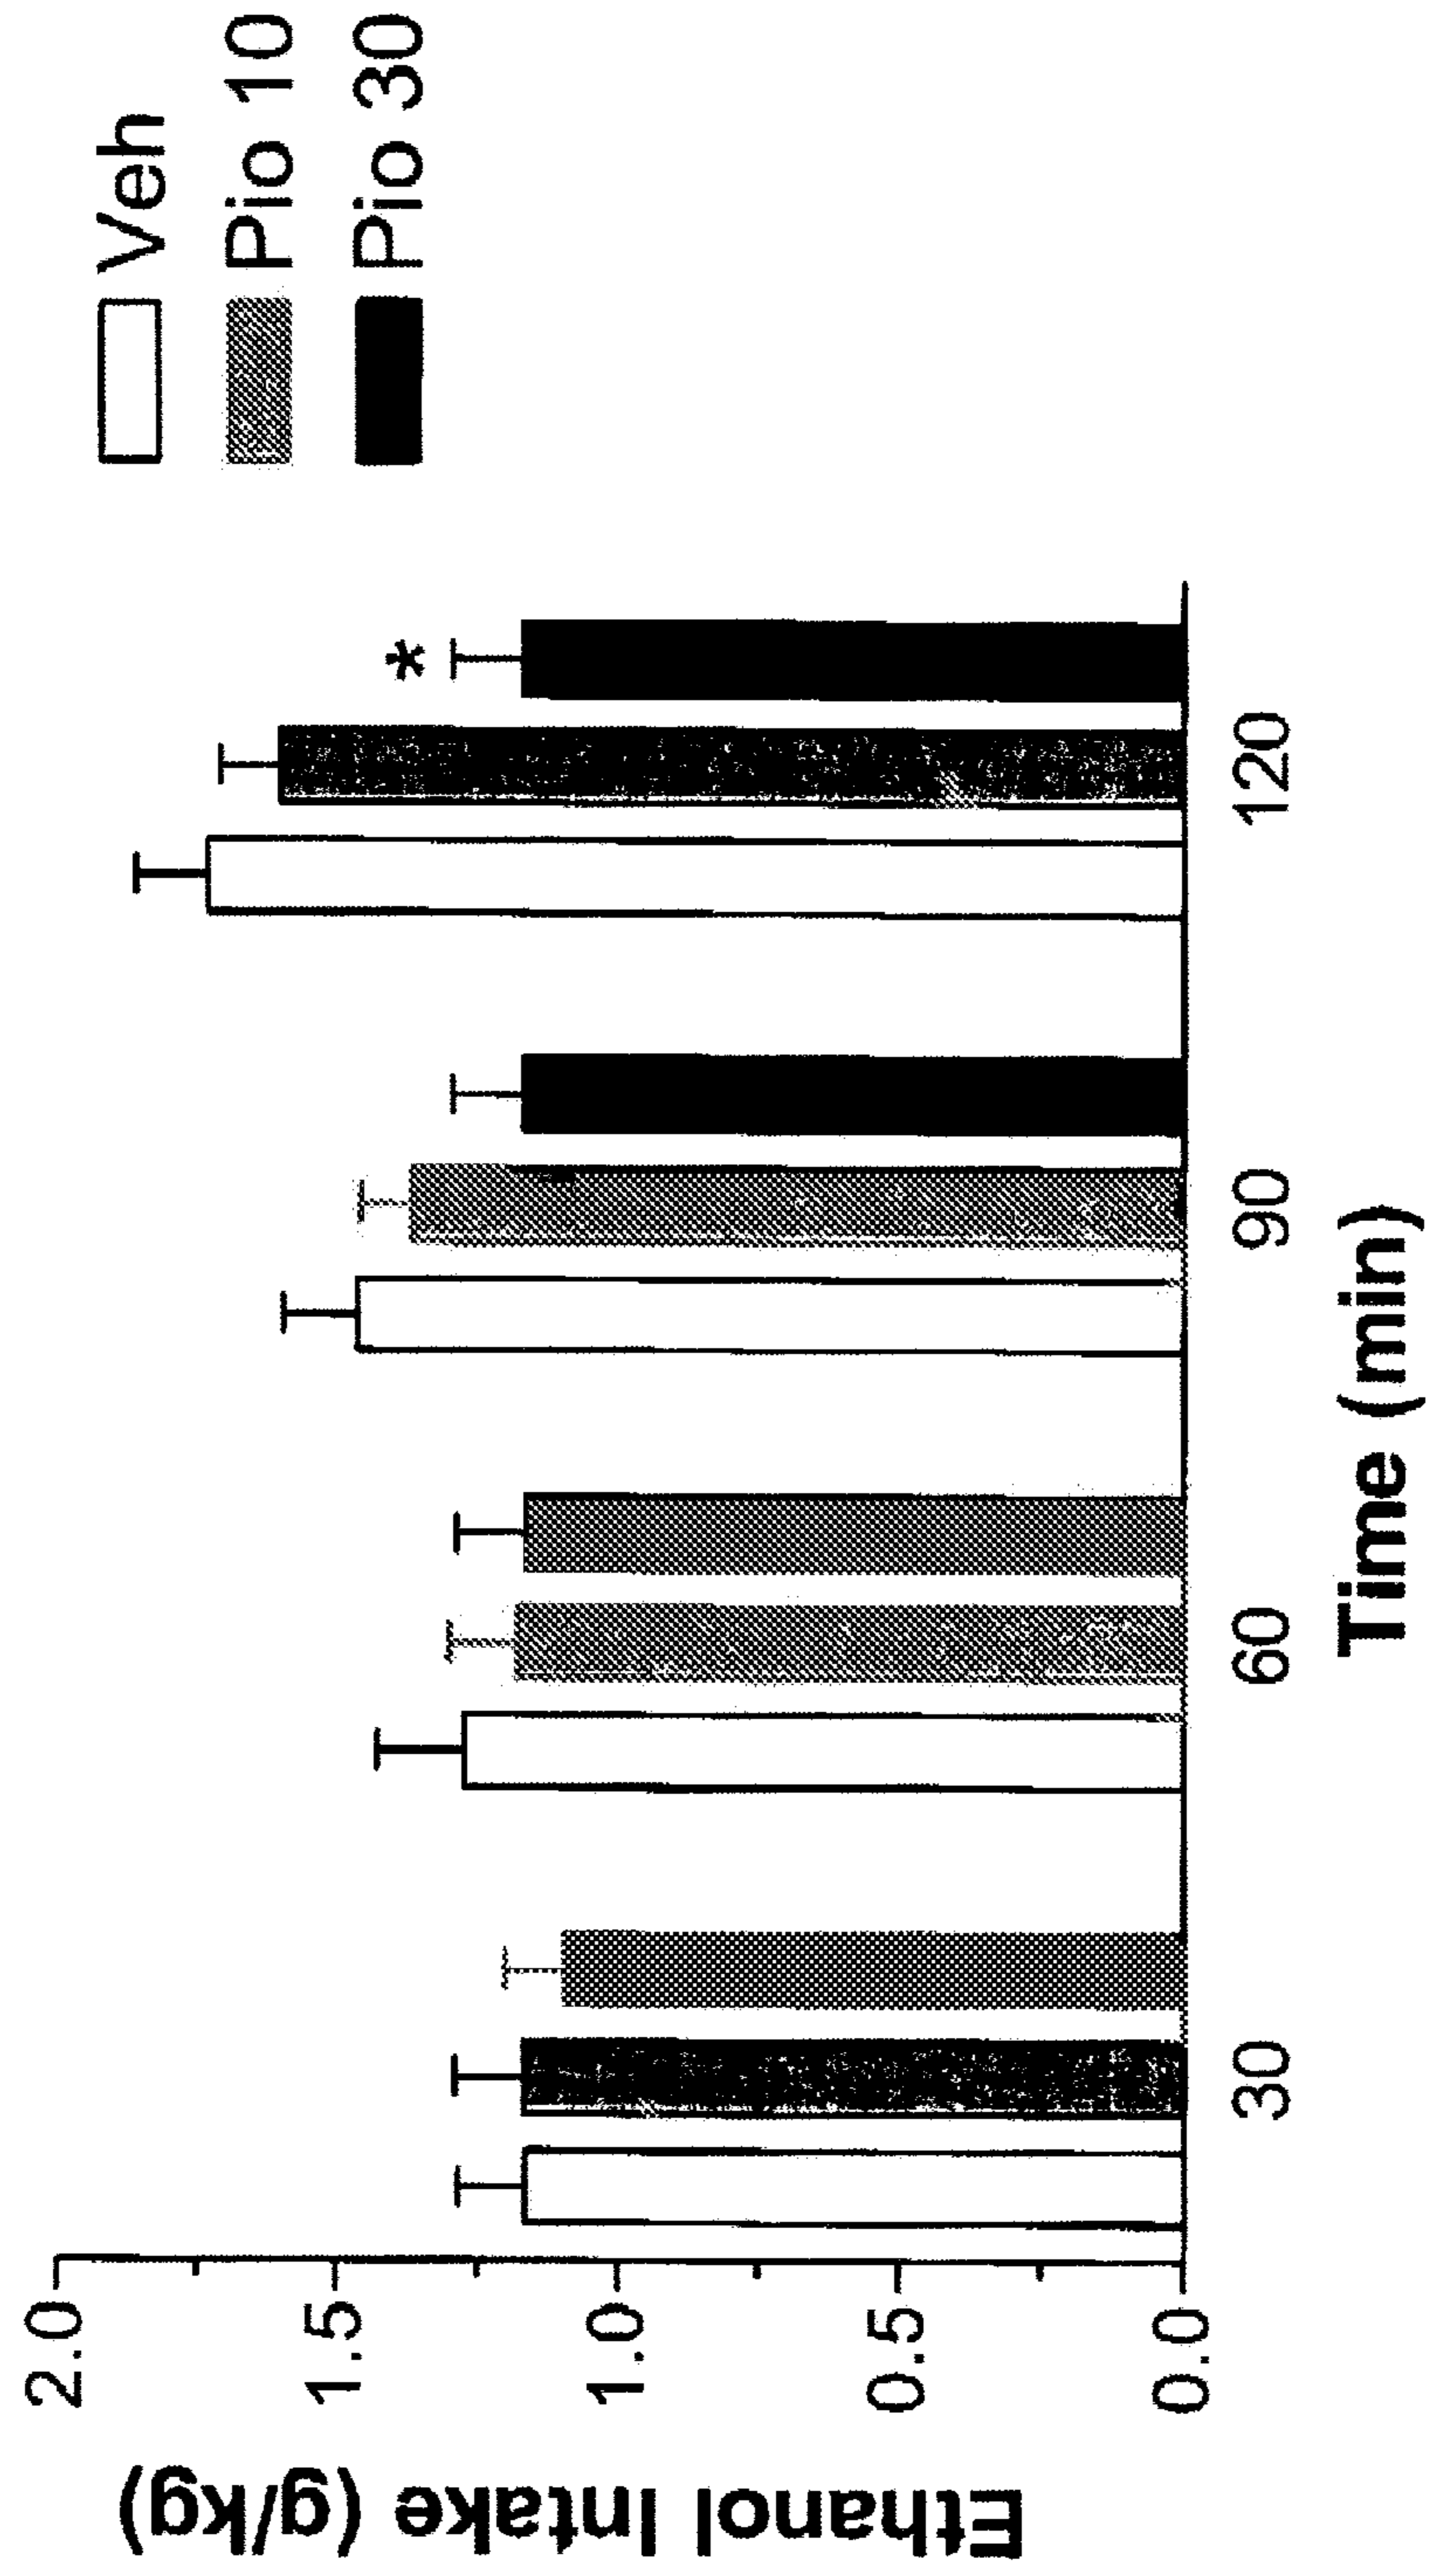 Veh
Pio 10
Pio 30
Ethanol Intake (g/kg)
2.0
1.5
1.0
0.5
0.0
*
30
60
90
120
Time (min)